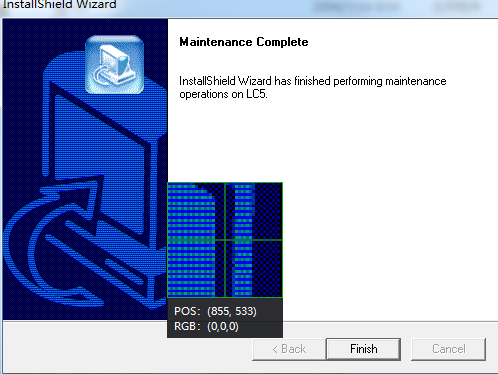 InstallShield Wizard
Maintenance Complete
InstallShield Wizard has finished performing maintenance
operations on LC5.
POS: (855, 533)
RGB: (0,0,0)
< Back
Finish
Cancel